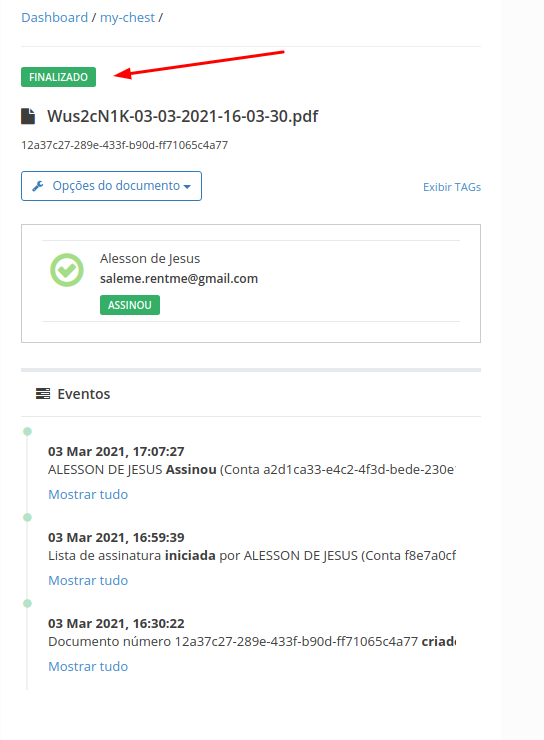 Dashboard / my-chest /
FINALIZADO
Wus2cN1K-03-03-2021-16-03-30.pdf
12a37c27-289e-433f-b90d-ff71065c4a77
Opções do documento
Exibir TAGs
Alesson de Jesus
saleme.rentme@gmail.com
ASSINOU
Eventos
03 Mar 2021, 17:07:27
ALESSON DE JESUS Assinou (Conta a2d1ca33-e4c2-4f3d-bede-230e
Mostrar tudo
03 Mar 2021, 16:59:39
Lista de assinatura iniciada por ALESSON DE JESUS (Conta f8e7a0cf
Mostrar tudo
03 Mar 2021, 16:30:22
Documento número 12a37c27-289e-433f-b90d-ff71065c4a77 criado
Mostrar tudo